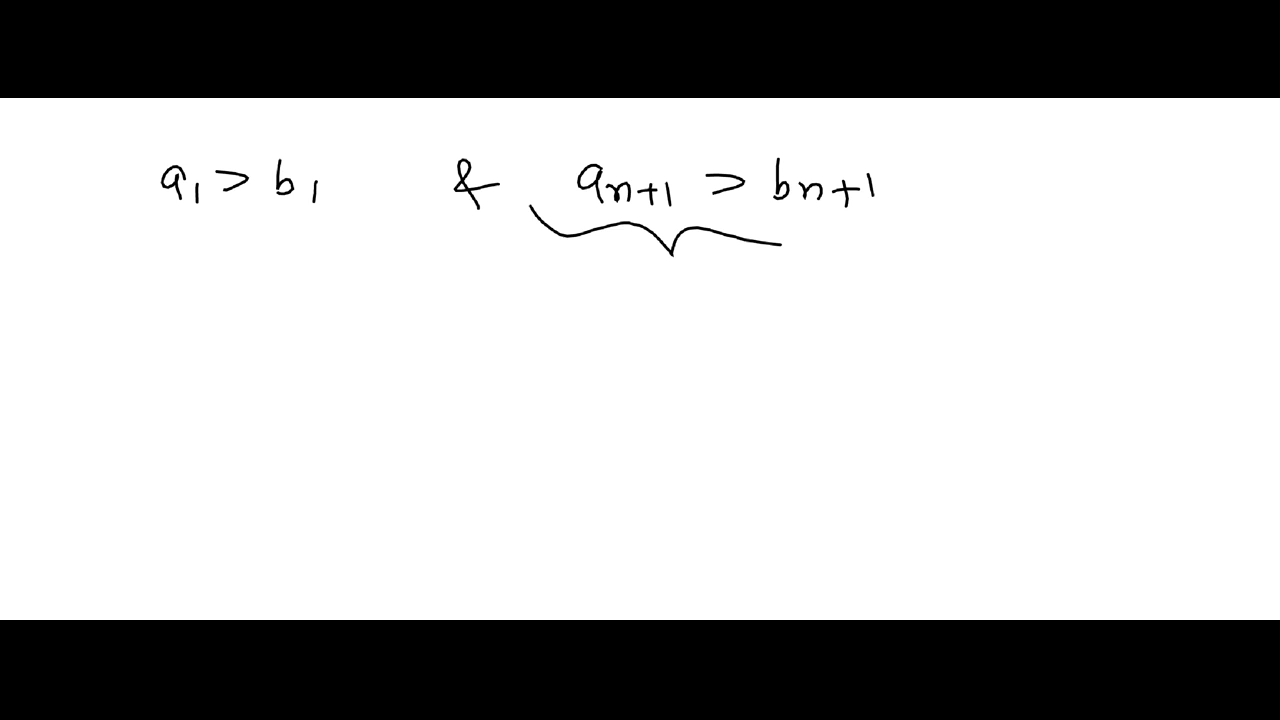 a₁ > b₁ & aₙ₊₁ > bₙ₊₁